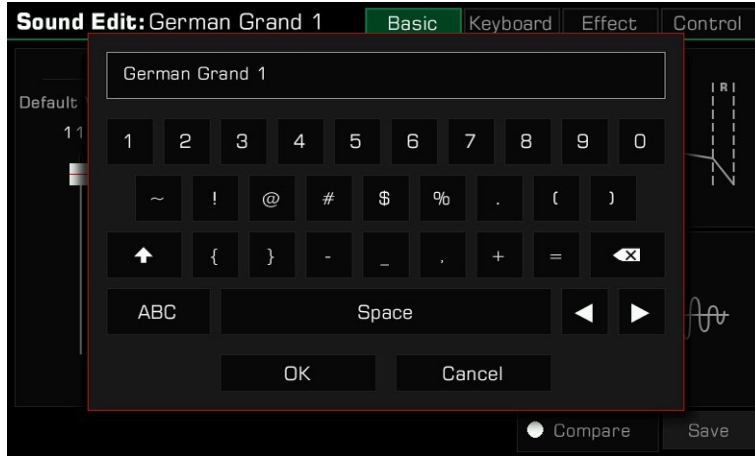 Sound Edit: German Grand 1 Basic Keyboard Effect Control
German Grand 1
Default
R
11
1 2 3 4 5 6 7 8 9 0
~ ! @ # $ % . ( )
{ } - _ , + =
ABC Space
OK Cancel
Compare Save